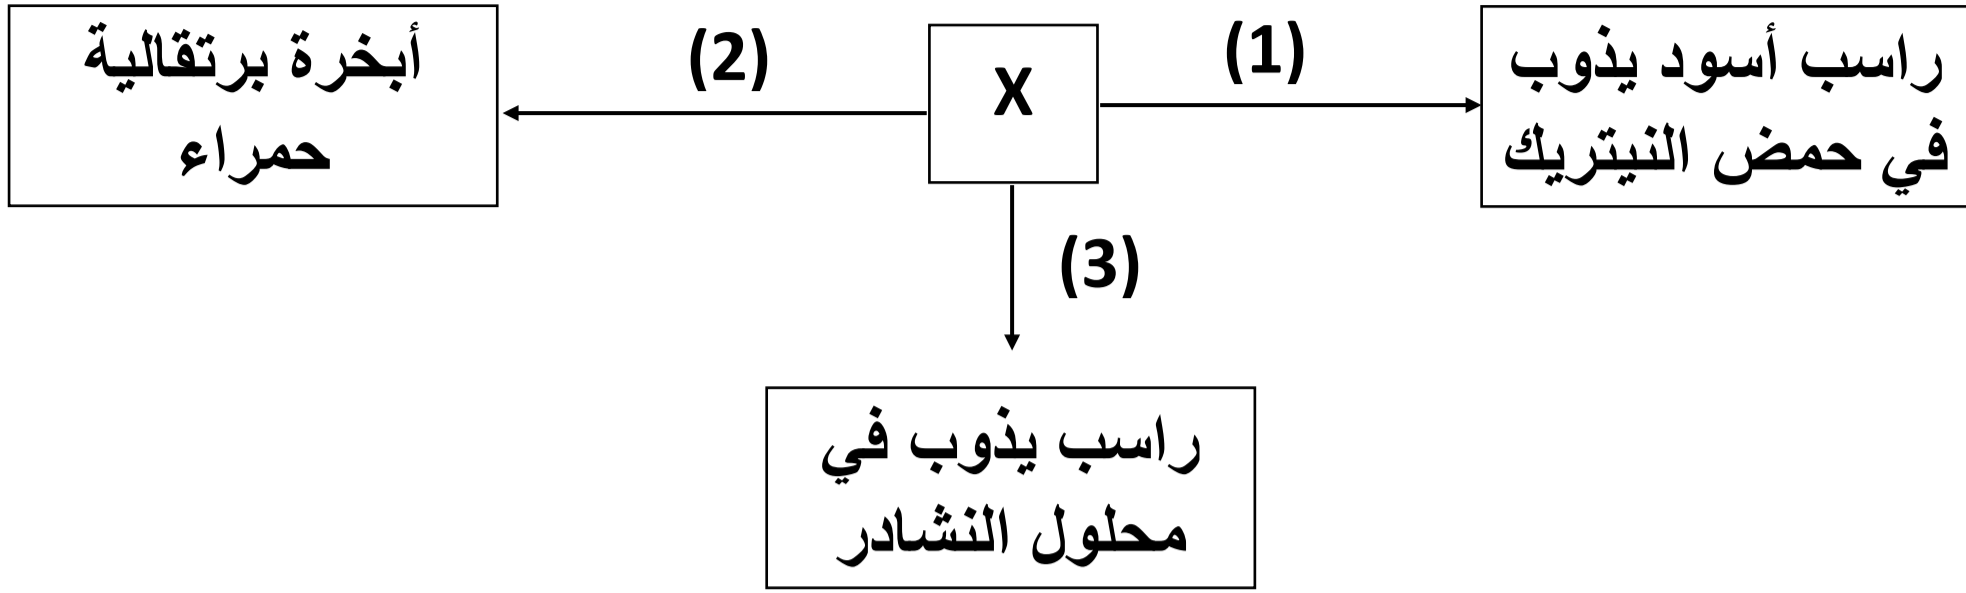 راسب أسود يذوب
في حمض النيتريك
(1)
X
(2)
أبخرة برتقالية
حمراء
(3)
راسب يذوب في
محلول النشادر